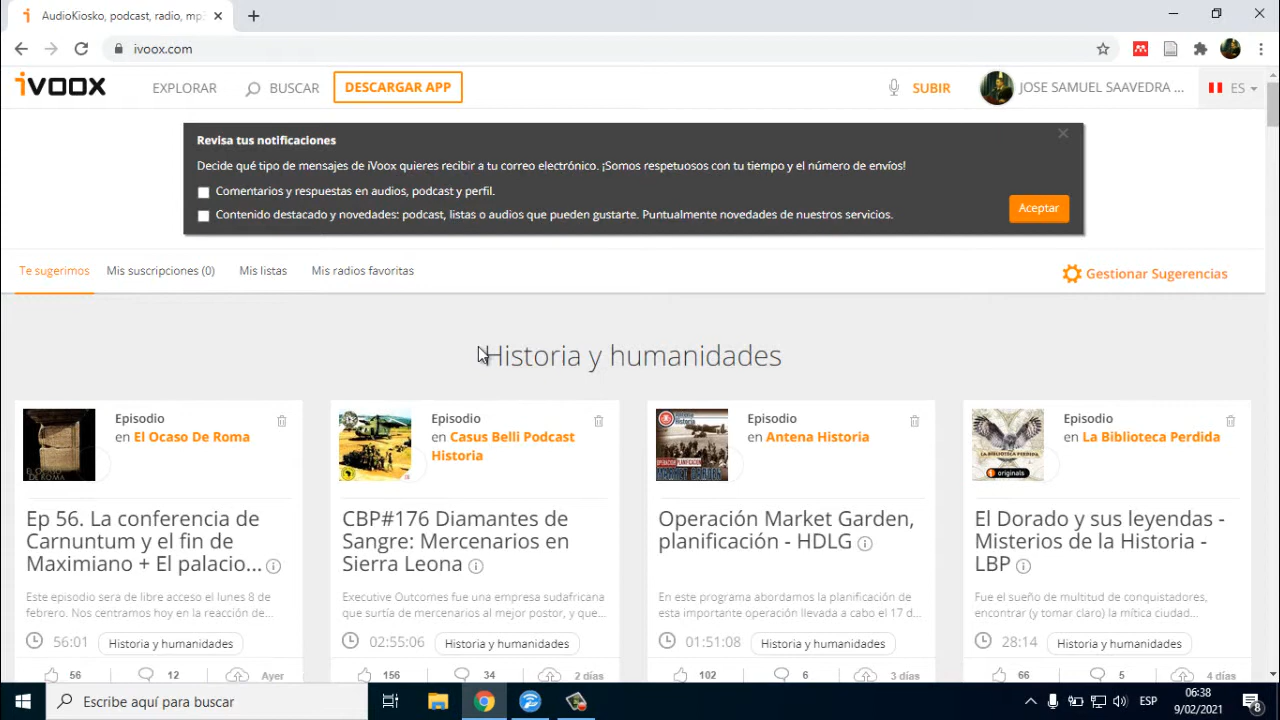 AudioKiosko, podcast, radio, mp:
ivoox.com
iVOOX
EXPLORAR
BUSCAR
DESCARGAR APP
SUBIR
JOSE SAMUEL SAAVEDRA ...
ES
Revisa tus notificaciones
Decide qué tipo de mensajes de iVoox quieres recibir a tu correo electrónico. ¡Somos respetuosos con tu tiempo y el número de envíos!
Comentarios y respuestas en audios, podcast y perfil.
Contenido destacado y novedades: podcast, listas o audios que pueden gustarte. Puntualmente novedades de nuestros servicios.
Aceptar
Te sugerimos
Mis suscripciones (0)
Mis listas
Mis radios favoritas
Gestionar Sugerencias
Historia y humanidades
Episodio
en El Ocaso De Roma
Ep 56. La conferencia de
Carnuntum y el fin de
Maximiano + El palacio...
Este episodio sera de libre acceso el lunes 8 de
febrero. Nos centramos hoy en la reacción de...
56:01
Historia y humanidades
56
12
Ayer
Episodio
en Casus Belli Podcast
Historia
CBP#176 Diamantes de
Sangre: Mercenarios en
Sierra Leona
Executive Outcomes fue una empresa sudafricana
que surtía de mercenarios al mejor postor, y que...
02:55:06
Historia y humanidades
156
34
2 días
Episodio
en Antena Historia
Operación Market Garden,
planificación - HDLG
En este programa abordamos la planificación de
esta importante operación llevada a cabo el 17 d...
01:51:08
Historia y humanidades
102
6
3 días
originals
Episodio
en La Biblioteca Perdida
El Dorado y sus leyendas -
Misterios de la Historia -
LBP
Fue el sueño de multitud de conquistadores,
encontrar (y tomar claro) la mítica ciudad...
28:14
Historia y humanidades
66
5
4 días
Escribe aquí para buscar
ESP
06:38
9/02/2021
8